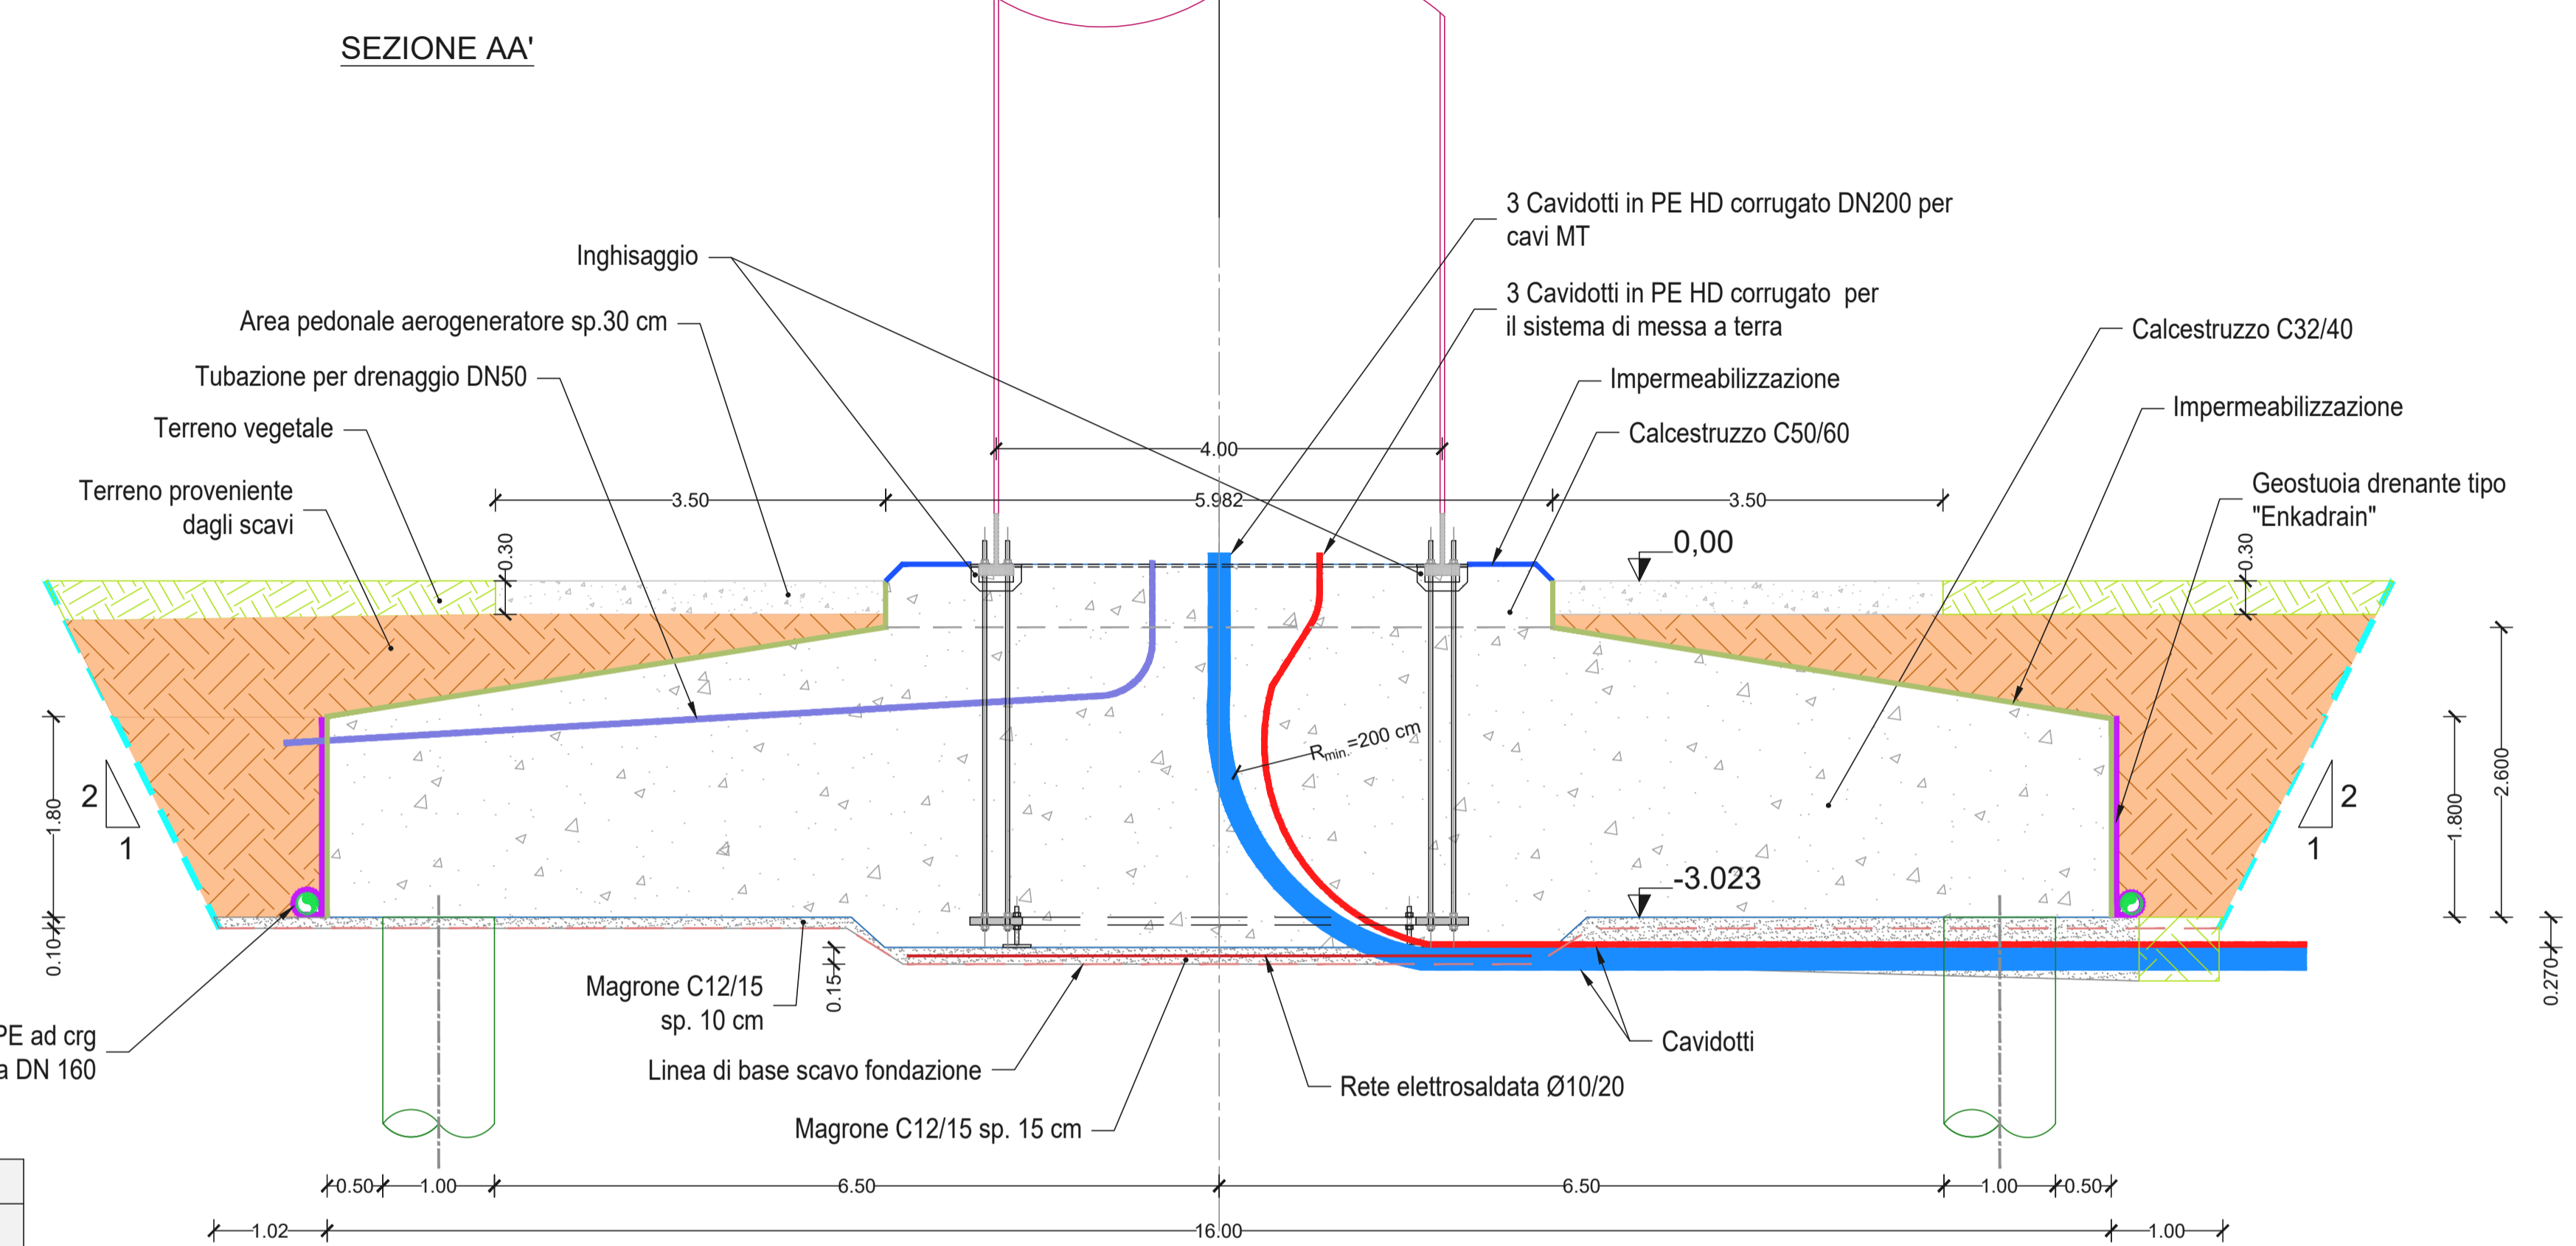 SEZIONE AA'
3 Cavidotti in PE HD corrugato DN200 per
cavi MT
Inghisaggio
3 Cavidotti in PE HD corrugato per
il sistema di messa a terra
Area pedonale aerogeneratore sp.30 cm
Calcestruzzo C32/40
Tubazione per drenaggio DN50
Impermeabilizzazione
Impermeabilizzazione
Terreno vegetale
Calcestruzzo C50/60
4.00
Terreno proveniente
dagli scavi
Geostuoia drenante tipo
"Enkadrain"
3.50
5.982
3.50
0.30
0,00
0.30
Rmin.=200 cm
2
1
1.80
2
1
1.800
2.600
-3.023
0.10
0.15
0.270
Magrone C12/15
sp. 10 cm
PE ad crg
a DN 160
Cavidotti
Linea di base scavo fondazione
Rete elettrosaldata Ø10/20
Magrone C12/15 sp. 15 cm
0.50
1.00
6.50
6.50
1.00
0.50
1.02
16.00
1.00